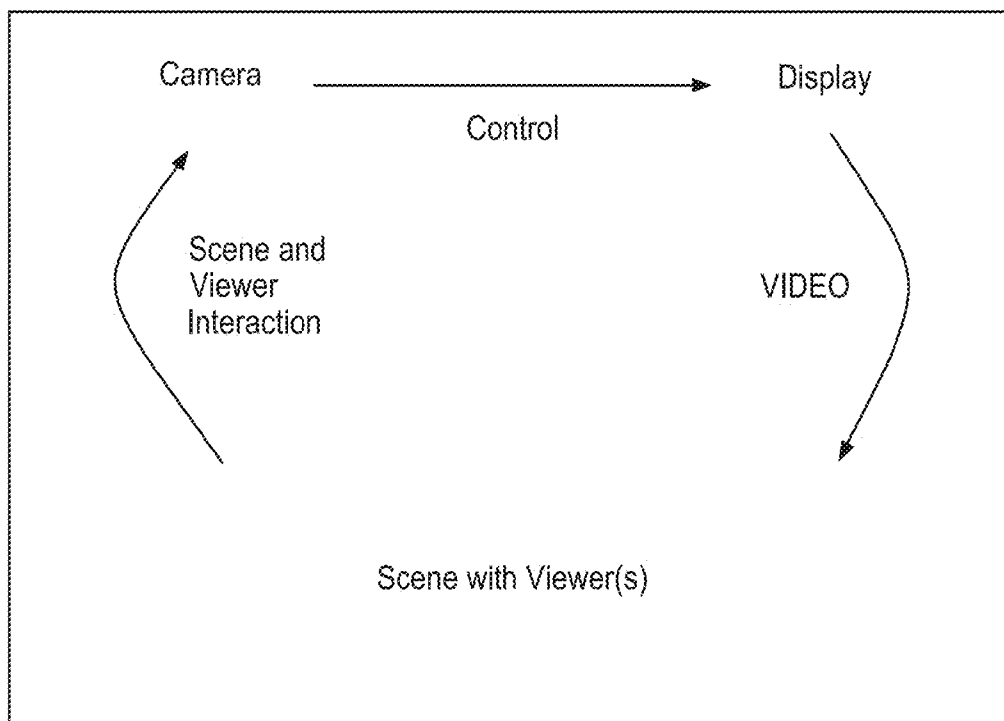 Camera
Display
Control
Scene and
Viewer
Interaction
VIDEO
Scene with Viewer(s)